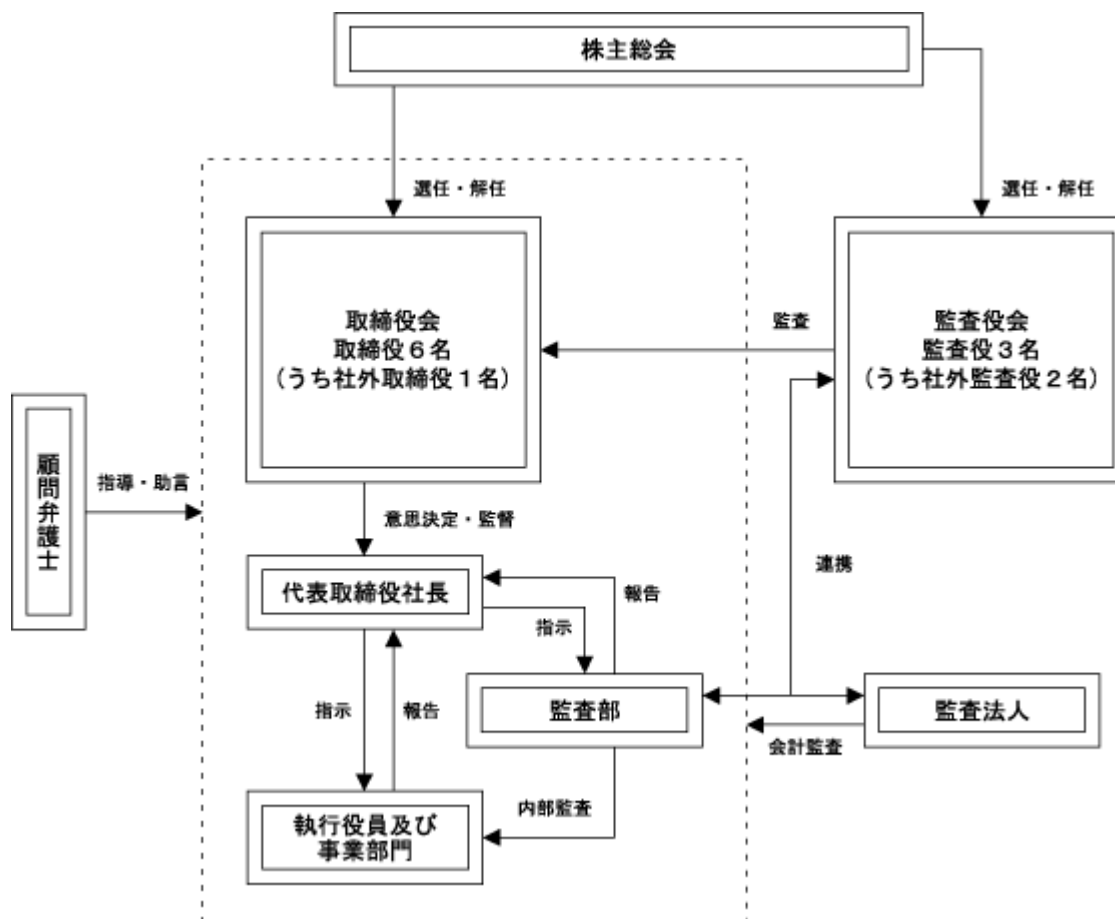 株主総会
選任・解任
選任・解任
取締役会
取締役６名
（うち社外取締役１名）
監査
監査役会
監査役３名
（うち社外監査役２名）
顧問弁護士
指導・助言
意思決定・監督
代表取締役社長
報告
指示
連携
監査部
監査法人
指示
報告
会計監査
内部監査
執行役員及び
事業部門